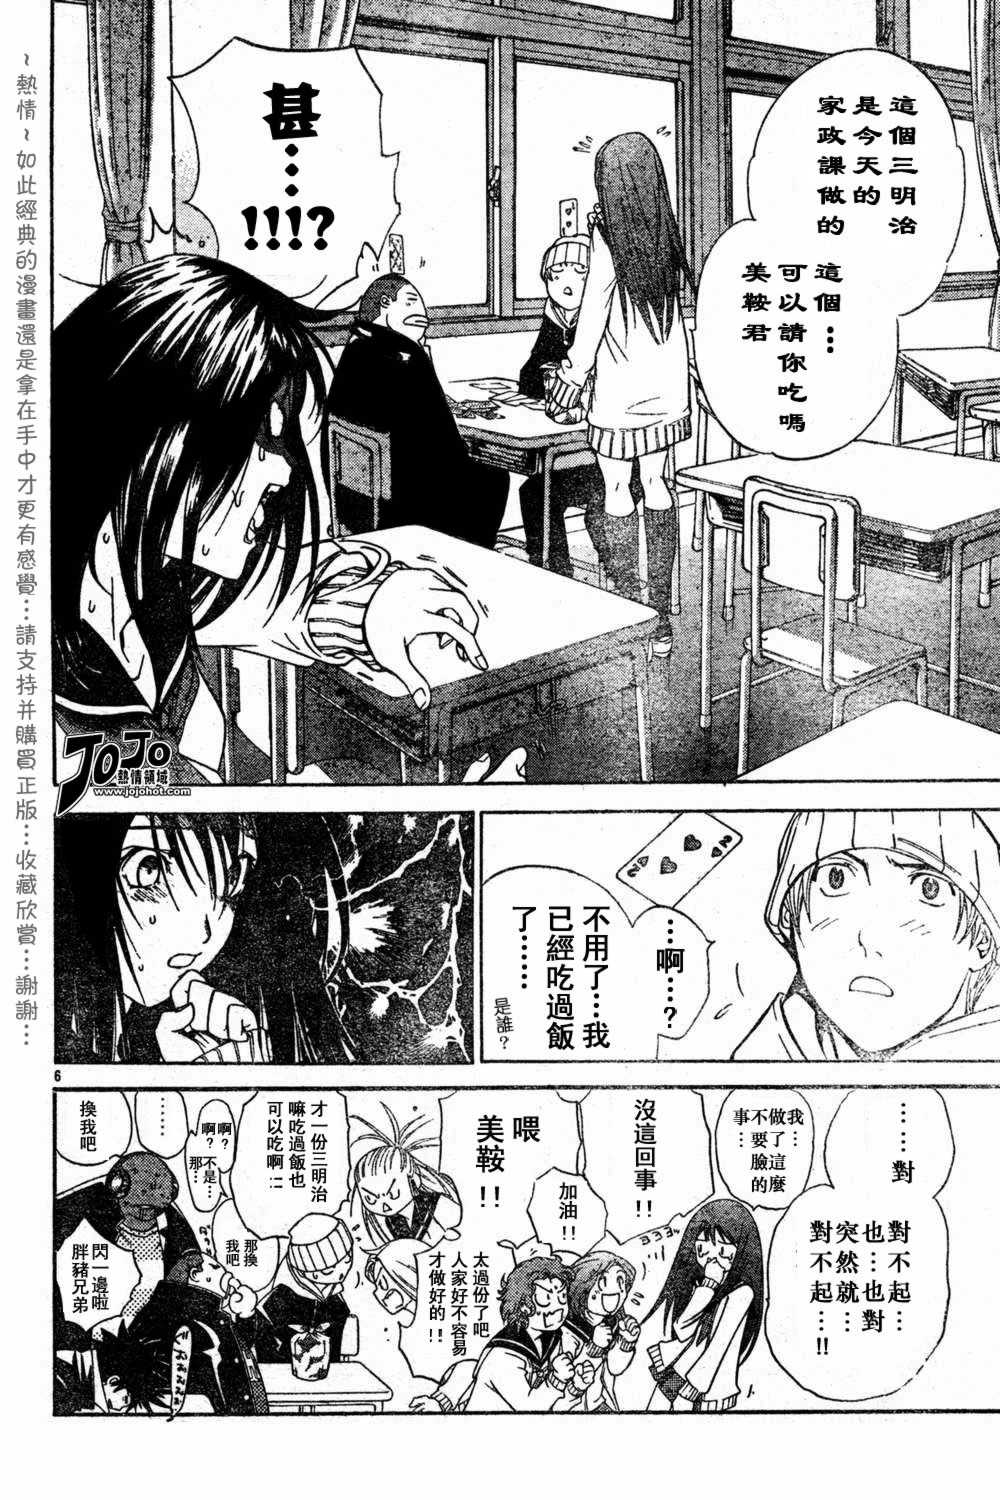 這個三明治
是今天的
家政課做的
這個…
可以請你吃嗎
美鞍君
甚……
!!!!?
~熱情~如此經典的漫畫還是拿在手中才更有感覺…請支持并購買正版…收藏欣賞…謝謝…
JOJO
熱情領域
www.jojohot.com
2
2
…啊…?
不用了…我
已經吃過飯
了……
是誰?
6
……對
對不起…
也…也對
突然就…
對不起…!!
我…
做了這麼
不要臉的
事…
沒這回事!!
加油!!
喂
美鞍!!
太過份了吧
人家好不容易
才做好的!!
才一份三明治
嘛吃過飯也
可以吃啊!!
那換
我吧
啊?
啊?
不是…
那…
……
換我吧
閃一邊啦
胖豬兄弟